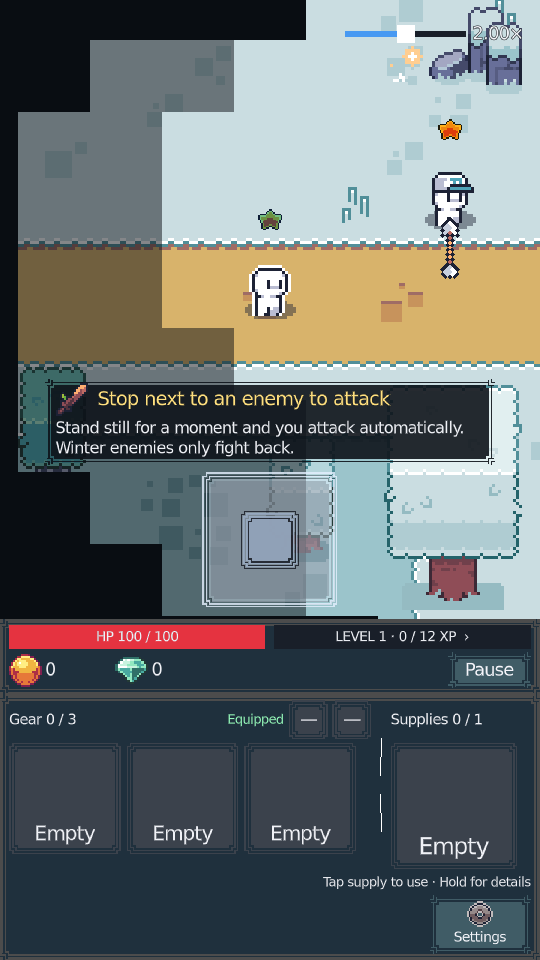 2.00×
Stop next to an enemy to attack
Stand still for a moment and you attack automatically.
Winter enemies only fight back.
HP 100 / 100
LEVEL 1 · 0 / 12 XP ›
0
0
Pause
Gear 0 / 3
Equipped
—
—
Supplies 0 / 1
Empty
Empty
Empty
Empty
Tap supply to use · Hold for details
Settings